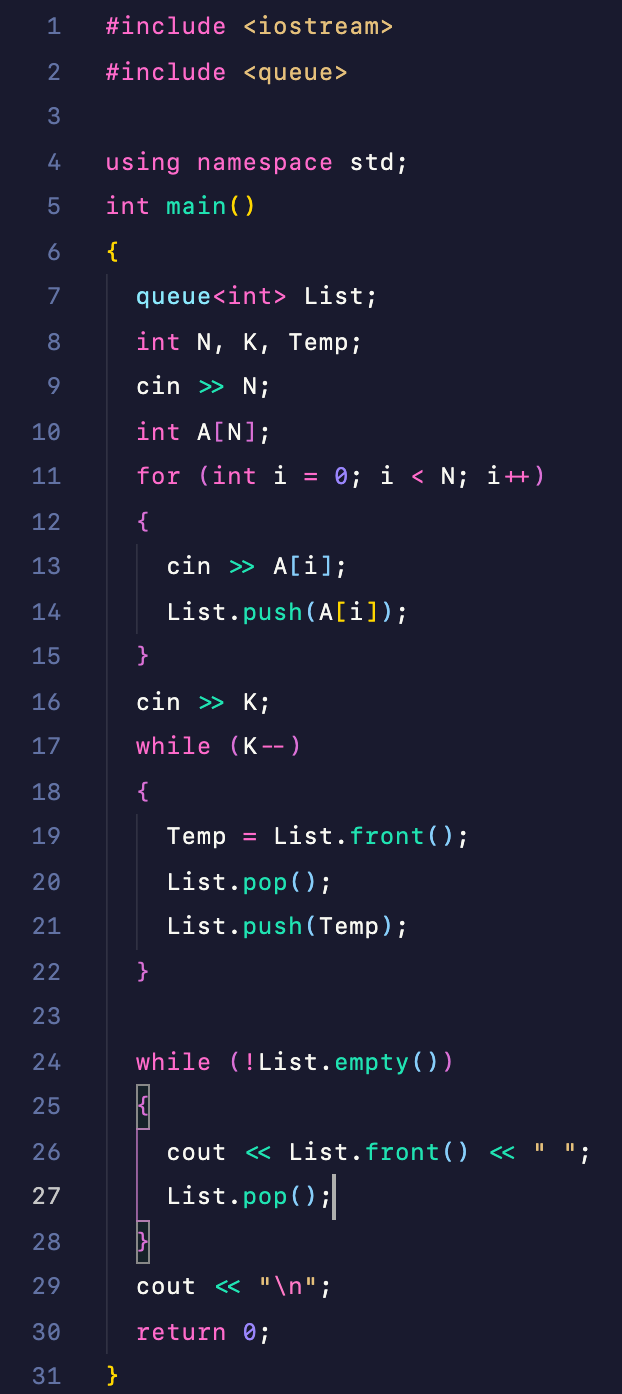 1 #include <iostream>
2 #include <queue>
3
4 using namespace std;
5 int main()
6 {
7 queue<int> List;
8 int N, K, Temp;
9 cin >> N;
10 int A[N];
11 for (int i = 0; i < N; i++)
12 {
13 cin >> A[i];
14 List.push(A[i]);
15 }
16 cin >> K;
17 while (K--)
18 {
19 Temp = List.front();
20 List.pop();
21 List.push(Temp);
22 }
23
24 while (!List.empty())
25 {
26 cout << List.front() << " ";
27 List.pop();
28 }
29 cout << "\n";
30 return 0;
31 }